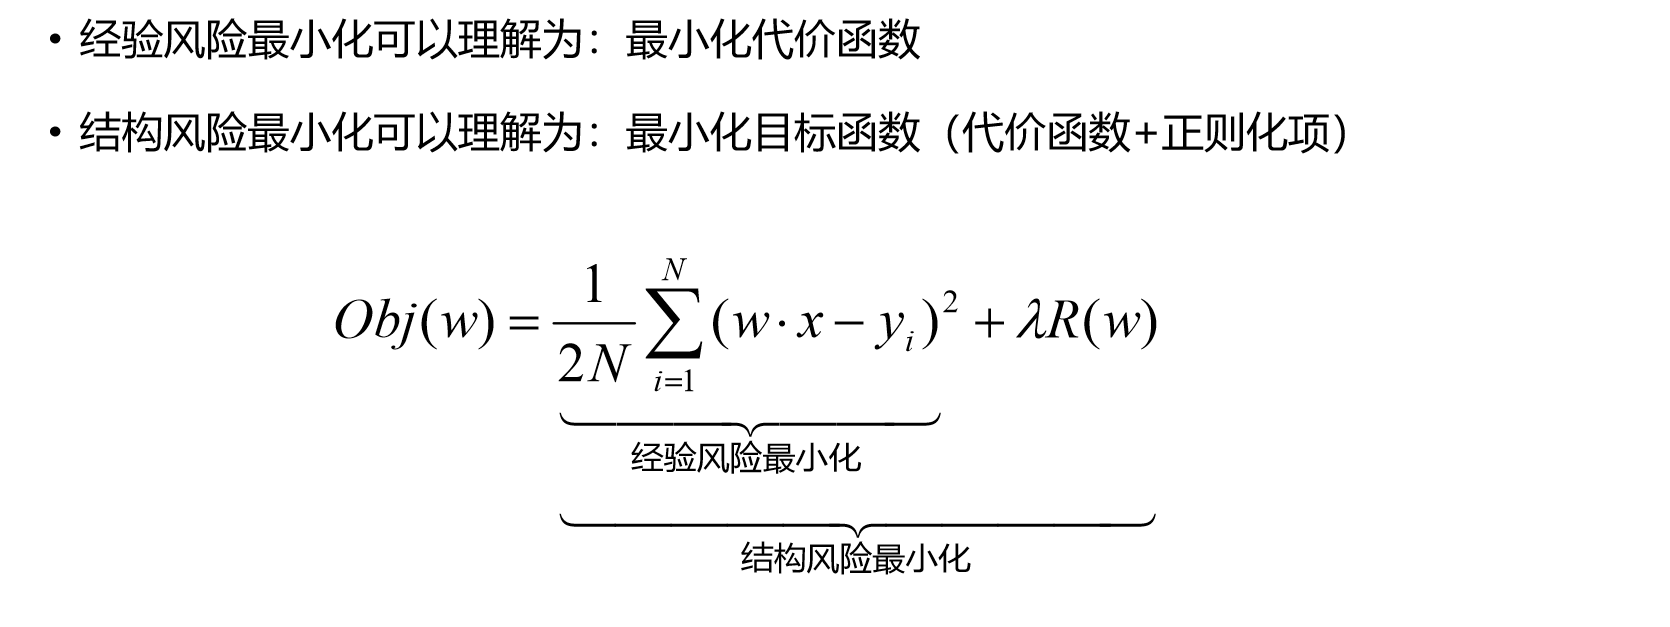 • 经验风险最小化可以理解为：最小化代价函数
• 结构风险最小化可以理解为：最小化目标函数（代价函数+正则化项）
Obj(w) = \frac{1}{2N} \sum_{i=1}^{N} (w · x − y_i)^2 + λR(w)
经验风险最小化
结构风险最小化